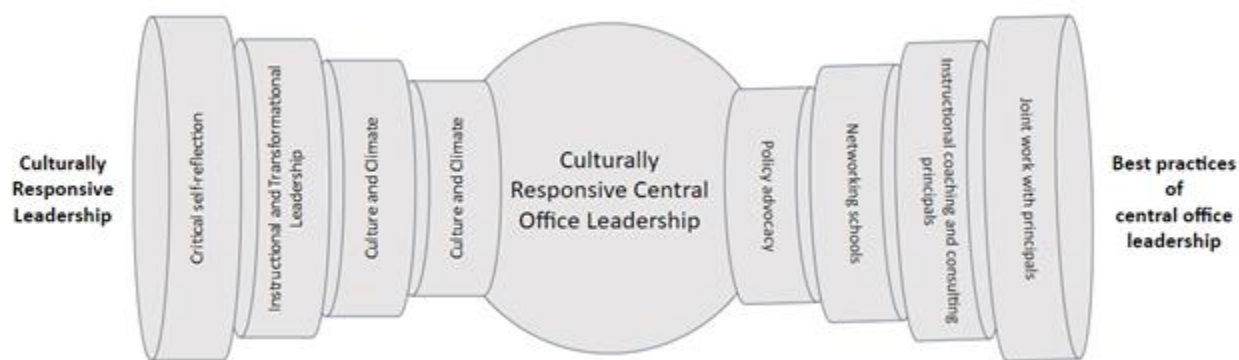 Culturally
Responsive
Leadership
Critical self-reflection
Instructional and Transformational
Leadership
Culture and Climate
Culture and Climate
Culturally
Responsive Central
Office Leadership
Policy advocacy
Networking schools
Instructional coaching and consulting
principals
Joint work with principals
Best practices
of
central office
leadership